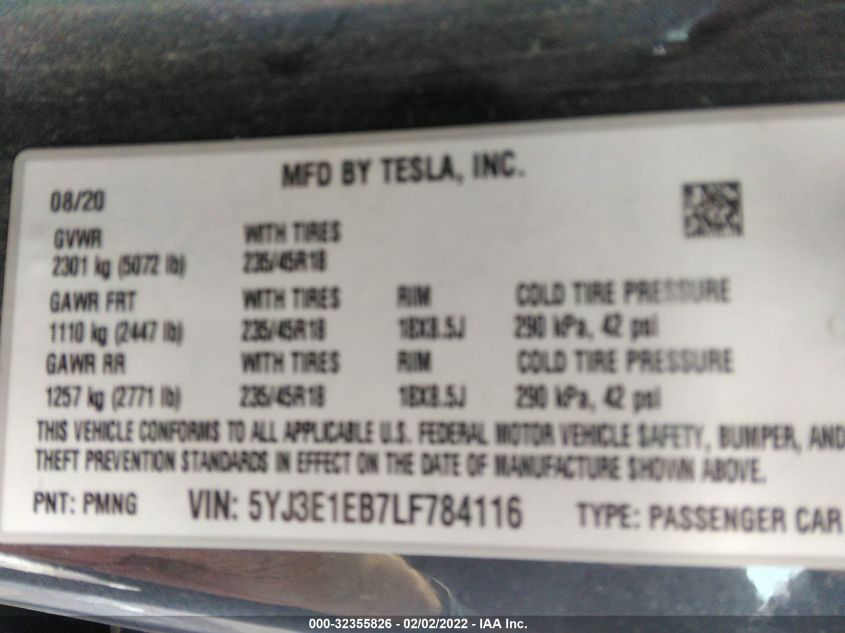 MFD BY TESLA, INC.
08/20
GVWR WITH TIRES
2301 kg (5072 lb) 235/45R18
GAWR FRT WITH TIRES RIM COLD TIRE PRESSURE
1110 kg (2447 lb) 235/45R18 18X8.5J 290 kPa, 42 psi
GAWR RR WITH TIRES RIM COLD TIRE PRESSURE
1257 kg (2771 lb) 235/45R18 18X8.5J 290 kPa, 42 psi
THIS VEHICLE CONFORMS TO ALL APPLICABLE U.S. FEDERAL MOTOR VEHICLE SAFETY, BUMPER, AND
THEFT PREVENTION STANDARDS IN EFFECT ON THE DATE OF MANUFACTURE SHOWN ABOVE.
PNT: PMNG VIN: 5YJ3E1EB7LF784116 TYPE: PASSENGER CAR
000-32355826 - 02/02/2022 - IAA Inc.